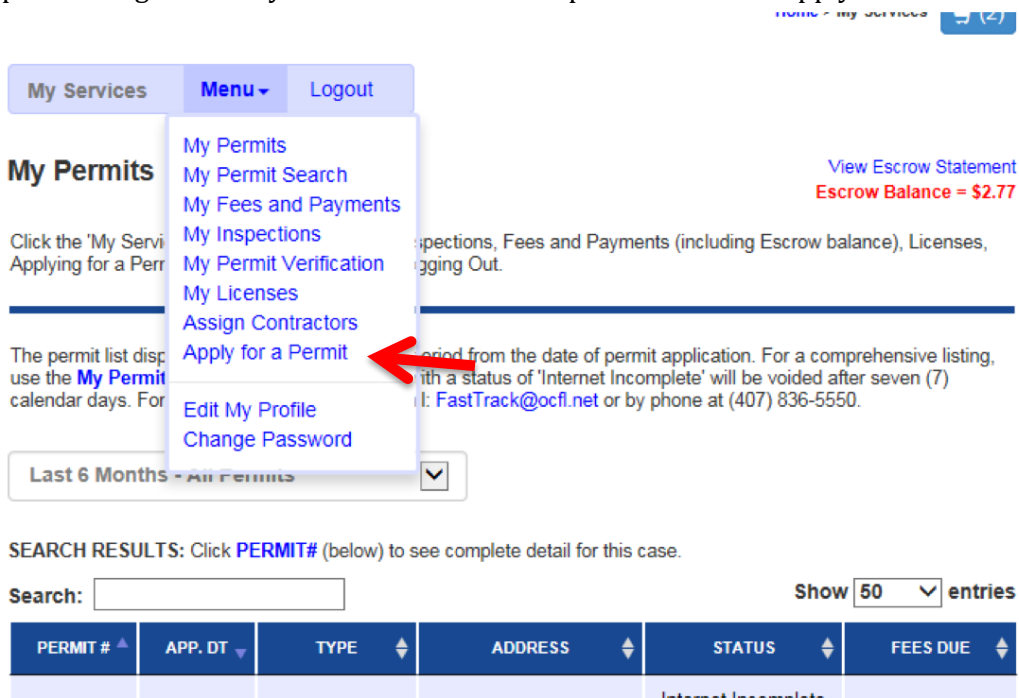 Home > My Services (2)
My Services Menu Logout
My Permits
My Permit Search
My Fees and Payments
My Inspections
My Permit Verification
My Licenses
Assign Contractors
Apply for a Permit
Edit My Profile
Change Password
My Permits
View Escrow Statement
Escrow Balance = $2.77
Click the 'My Servi spections, Fees and Payments (including Escrow balance), Licenses,
Applying for a Perm gging Out.
The permit list disp eriod from the date of permit application. For a comprehensive listing,
use the My Permit ith a status of 'Internet Incomplete' will be voided after seven (7)
calendar days. For l: FastTrack@ocfl.net or by phone at (407) 836-5550.
Last 6 Months - All Permits
SEARCH RESULTS: Click PERMIT# (below) to see complete detail for this case.
Search: Show 50 entries
PERMIT # APP. DT TYPE ADDRESS STATUS FEES DUE
Internet Incomplete